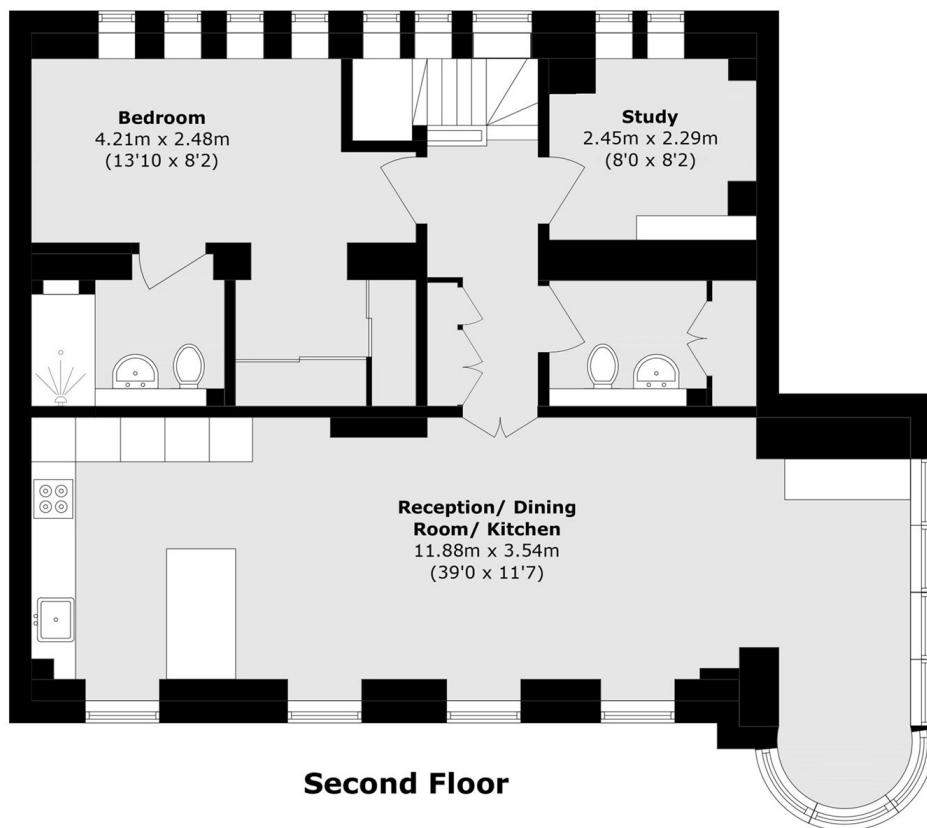 Bedroom
4.21m x 2.48m
(13'10 x 8'2)
Study
2.45m x 2.29m
(8'0 x 8'2)
Reception/ Dining
Room/ Kitchen
11.88m x 3.54m
(39'0 x 11'7)
Second Floor